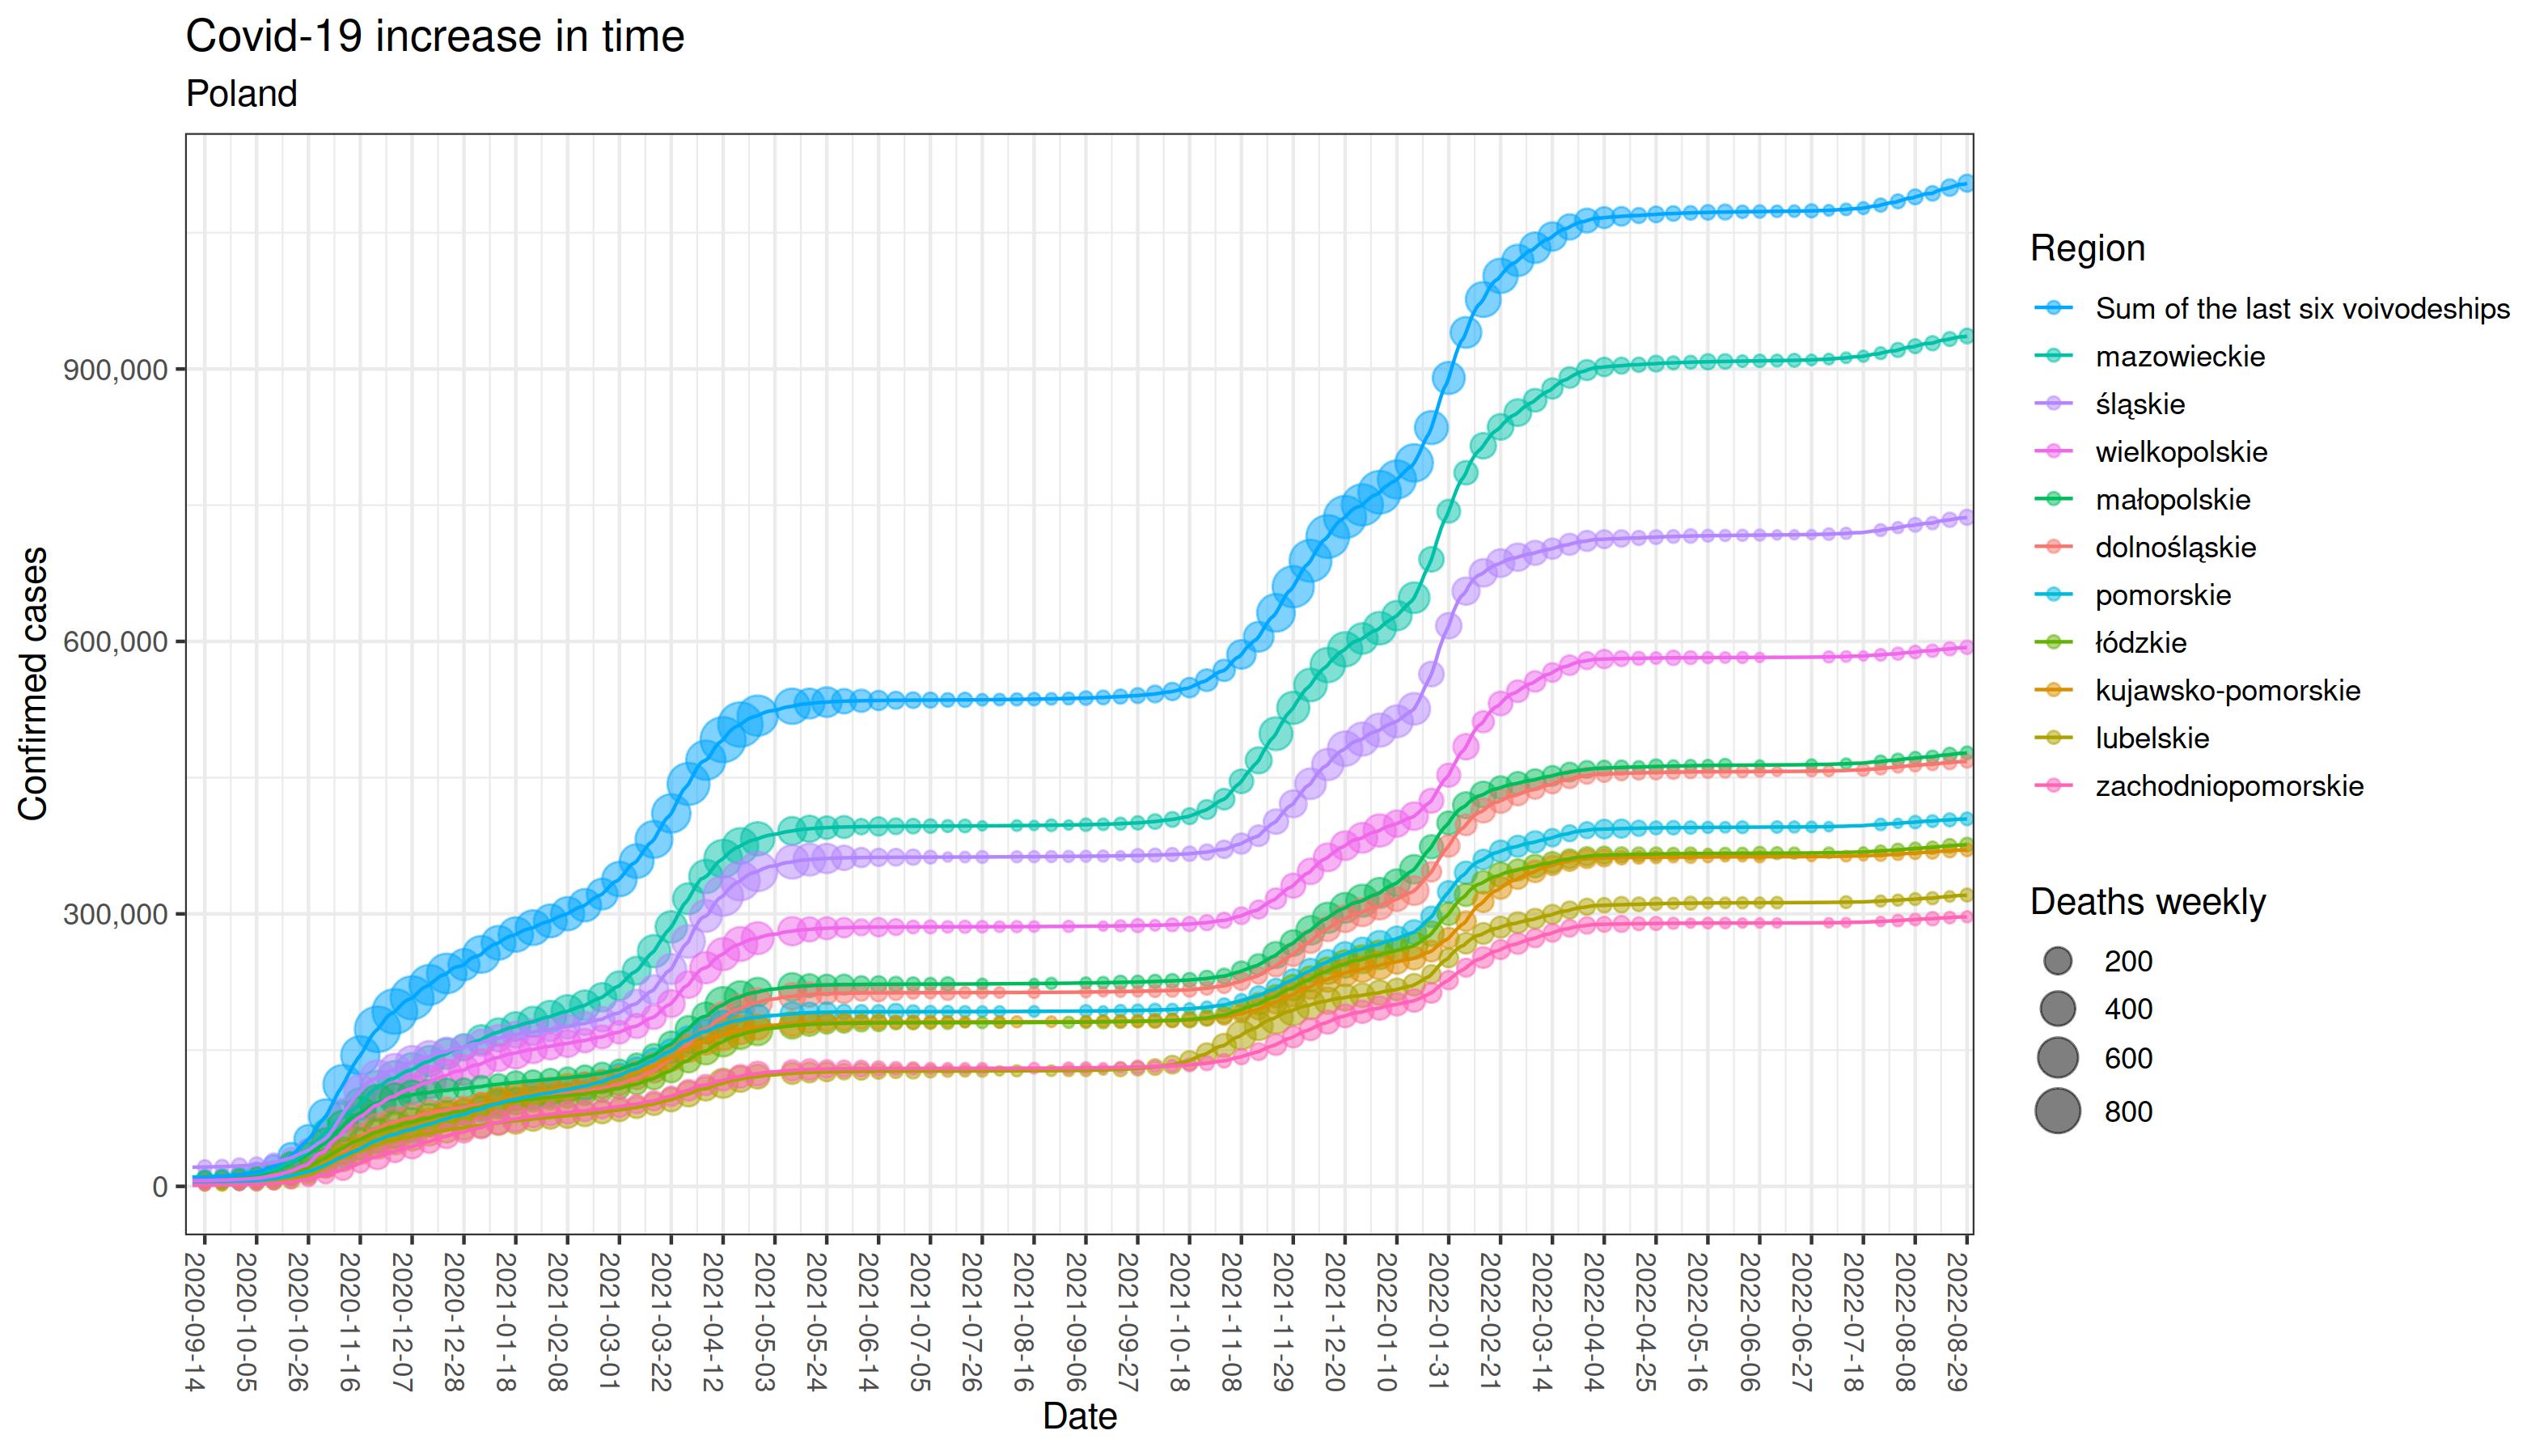 Covid-19 increase in time
Poland
Confirmed cases
900,000
600,000
300,000
0
2020-09-14
2020-10-05
2020-10-26
2020-11-16
2020-12-07
2020-12-28
2021-01-18
2021-02-08
2021-03-01
2021-03-22
2021-04-12
2021-05-03
2021-05-24
2021-06-14
2021-07-05
2021-07-26
2021-08-16
2021-09-06
2021-09-27
2021-10-18
2021-11-08
2021-11-29
2021-12-20
2022-01-10
2022-01-31
2022-02-21
2022-03-14
2022-04-04
2022-04-25
2022-05-16
2022-06-06
2022-06-27
2022-07-18
2022-08-08
2022-08-29
Date
Region
Sum of the last six voivodeships
mazowieckie
śląskie
wielkopolskie
małopolskie
dolnośląskie
pomorskie
łódzkie
kujawsko-pomorskie
lubelskie
zachodniopomorskie
Deaths weekly
200
400
600
800